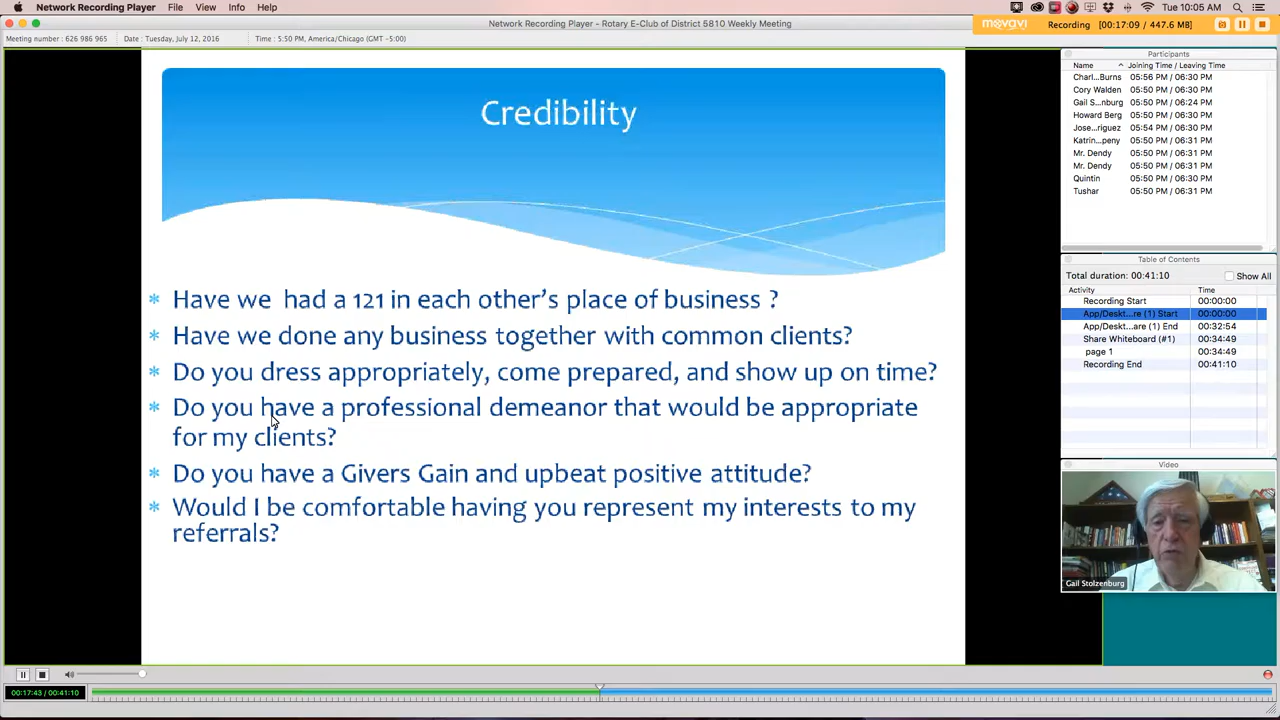 Network Recording Player File View Info Help
Tue 10:05 AM
Network Recording Player - Rotary E-Club of District 5810 Weekly Meeting
movavi Recording [00:17:09 / 447.6 MB]
Meeting number : 626 986 965 Date : Tuesday, July 12, 2016 Time : 5:50 PM, America/Chicago (GMT -5:00)
Credibility
* Have we had a 121 in each other's place of business ?
* Have we done any business together with common clients?
* Do you dress appropriately, come prepared, and show up on time?
* Do you have a professional demeanor that would be appropriate
for my clients?
* Do you have a Givers Gain and upbeat positive attitude?
* Would I be comfortable having you represent my interests to my
referrals?
Participants
Name Joining Time / Leaving Time
Charl...Burns 05:56 PM / 06:30 PM
Cory Walden 05:50 PM / 06:30 PM
Gail S...nburg 05:50 PM / 06:24 PM
Howard Berg 05:50 PM / 06:30 PM
Jose...riguez 05:54 PM / 06:30 PM
Katrin...peny 05:50 PM / 06:31 PM
Mr. Dendy 05:50 PM / 06:31 PM
Mr. Dendy 05:50 PM / 06:31 PM
Quintin 05:50 PM / 06:30 PM
Tushar 05:50 PM / 06:31 PM
Table of Contents
Total duration: 00:41:10 Show All
Activity Time
Recording Start 00:00:00
App/Deskt...are (1) Start 00:00:00
App/Deskt...are (1) End 00:32:54
Share Whiteboard (#1) 00:34:49
page 1 00:34:49
Recording End 00:41:10
Video
Gail Stolzenburg
00:17:43 / 00:41:10